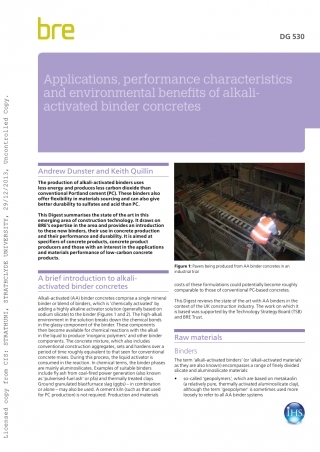 bre
DG 530
Applications, performance characteristics
and environmental benefits of alkali-
activated binder concretes
Andrew Dunster and Keith Quillin
The production of alkali-activated binders uses
less energy and produces less carbon dioxide than
conventional Portland cement (PC). These binders also
offer flexibility in materials sourcing and can also give
better durability to sulfates and acid than PC.
This Digest summarises the state of the art in this
emerging area of construction technology. It draws on
BRE's expertise in the area and provides an introduction
to these new binders, their use in concrete production
and their performance and durability. It is aimed at
specifiers of concrete products, concrete product
producers and those with an interest in the applications
and materials performance of low-carbon concrete
products.
A brief introduction to alkali-
activated binder concretes
Alkali-activated (AA) binder concretes comprise a single mineral
binder or blend of binders, which is 'chemically activated' by
adding a highly alkaline activator solution (generally based on
sodium silicate) to the binder (Figures 1 and 2). The high-alkali
environment in the solution breaks down the chemical bonds
in the glassy component of the binder. These components
then become available for chemical reactions with the alkali
in the liquid to produce 'inorganic polymers' and other binder
components. The concrete mixture, which also includes
conventional construction aggregates, sets and hardens over a
period of time roughly equivalent to that seen for conventional
concrete mixes. During this process, the liquid activator is
consumed in the reaction. In chemical terms, the binder phases
are mainly aluminosilicates. Examples of suitable binders
include fly ash from coal-fired power generation (also known
as 'pulverised-fuel ash' or pfa) and thermally treated clays.
Ground granulated blastfurnace slag (ggbs) – in combination
or alone – may also be used. A cement kiln (such as that used
for PC production) is not required. Production and materials
Figure 1: Pavers being produced from AA binder concretes in an
industrial trial
costs of these formulations could potentially become roughly
comparable to those of conventional PC-based concretes.
This Digest reviews the state of the art with AA binders in the
context of the UK construction industry. The work on which it
is based was supported by the Technology Strategy Board (TSB)
and BRE Trust.
Raw materials
Binders
The term 'alkali-activated binders' (or 'alkali-activated materials'
as they are also known) encompasses a range of finely divided
silicate and aluminosilicate materials:
• so-called 'geopolymers', which are based on metakaolin
(a relatively pure, thermally activated aluminosilicate clay),
although the term 'geopolymer' is sometimes used more
loosely to refer to all AA binder systems
IHS
Licensed copy from CIS: STRATHUNI, STRATHCLYDE UNIVERSITY, 29/12/2013, Uncontrolled Copy.